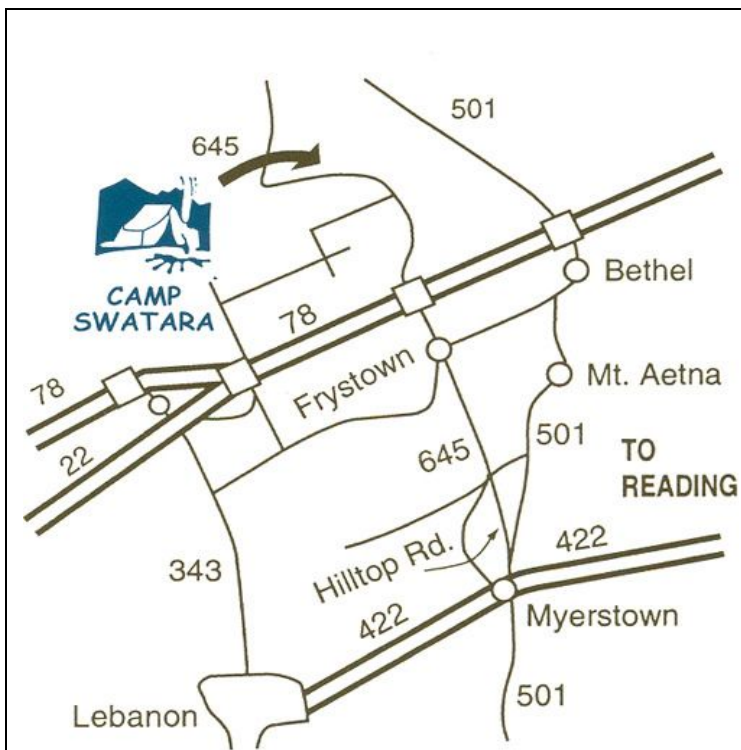 501
645
CAMP
SWATARA
Bethel
78
78
Frystown
Mt. Aetna
22
645
501
TO
READING
343
Hilltop Rd.
422
422
Myerstown
Lebanon
501